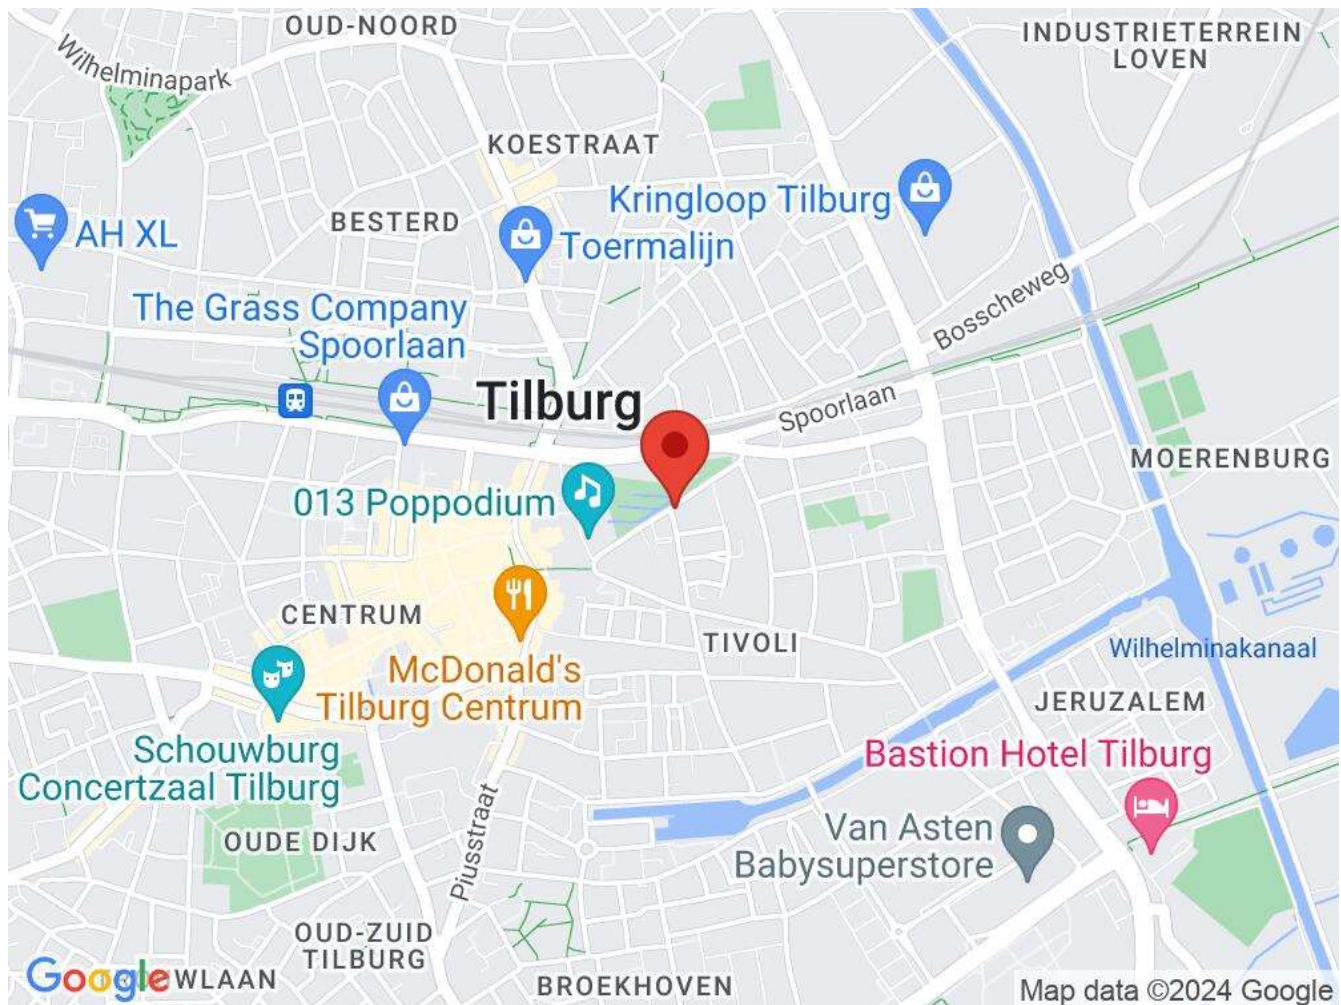 OUD-NOORD
INDUSTRIETERREIN
LOVEN
Wilhelminapark
KOESTRAAT
Kringloop Tilburg
BESTERD
AH XL
Toermalijn
Bosscheweg
The Grass Company
Spoorlaan
Tilburg
Spoorlaan
MOERENBURG
013 Poppodium
CENTRUM
TIVOLI
Wilhelminakanaal
McDonald's
Tilburg Centrum
JERUZALEM
Schouwburg
Concertzaal Tilburg
Bastion Hotel Tilburg
Piusstraat
OUDE DIJK
Van Asten
Babysuperstore
OUD-ZUID
TILBURG
Google
WLAAN
BROEKHOVEN
Map data ©2024 Google